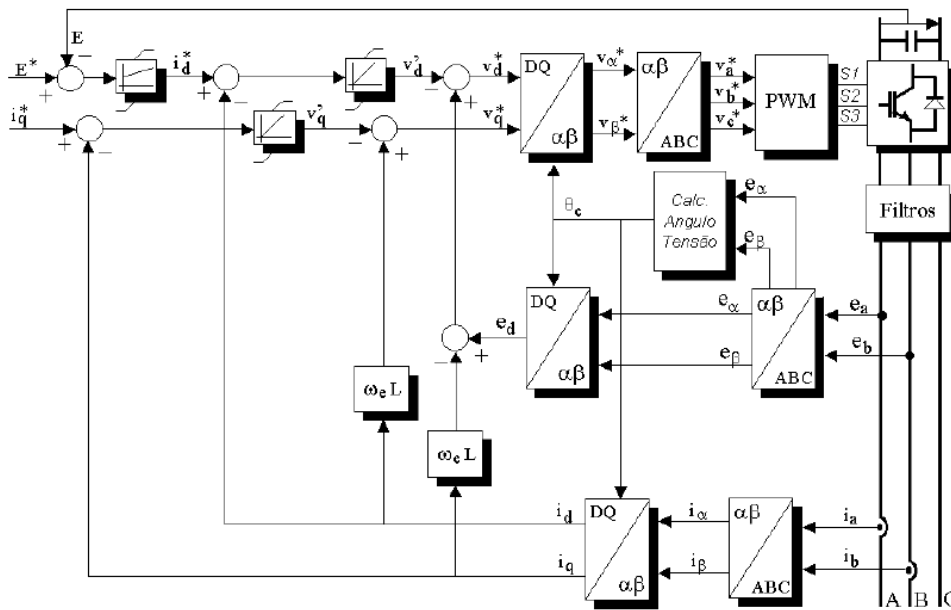 E
E*
i*d
v'd
v*d
DQ
αβ
vα*
vβ*
αβ
ABC
va*
vb*
vc*
PWM
S1
S2
S3
i*q
v'q
v*q
θc
Calc.
Angulo
Tensão
eα
eβ
Filtros
ed
DQ
αβ
eα
eβ
αβ
ABC
ea
eb
ωe L
ωe L
id
iq
DQ
αβ
iα
iβ
αβ
ABC
ia
ib
A B C